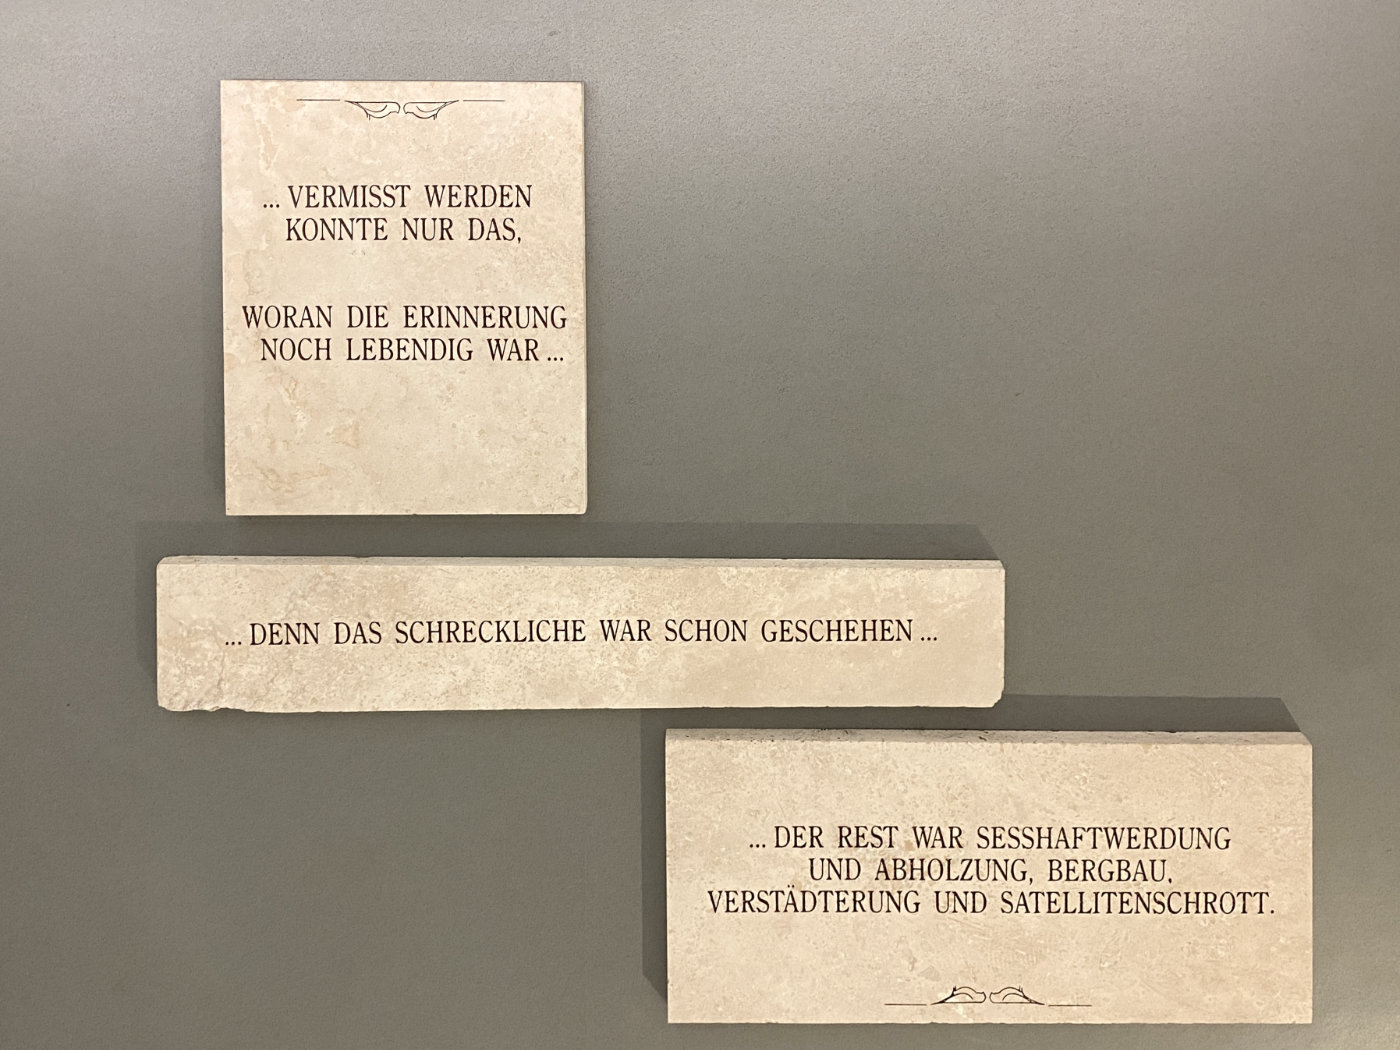 ... VERMISST WERDEN
KONNTE NUR DAS,
WORAN DIE ERINNERUNG
NOCH LEBENDIG WAR ...
... DENN DAS SCHRECKLICHE WAR SCHON GESCHEHEN ...
... DER REST WAR SESSHAFTWERDUNG
UND ABHOLZUNG, BERGBAU,
VERSTÄDTERUNG UND SATELLITENSCHROTT.